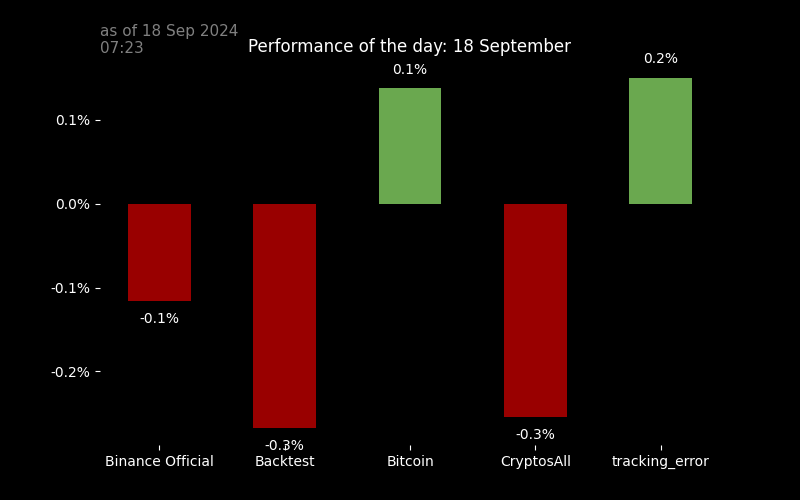 as of 18 Sep 2024
07:23
Performance of the day: 18 September
0.1%
0.2%
0.1%
0.0%
-0.1%
-0.1%
-0.2%
-0.3%
-0.3%
Binance Official
Backtest
Bitcoin
CryptosAll
tracking_error